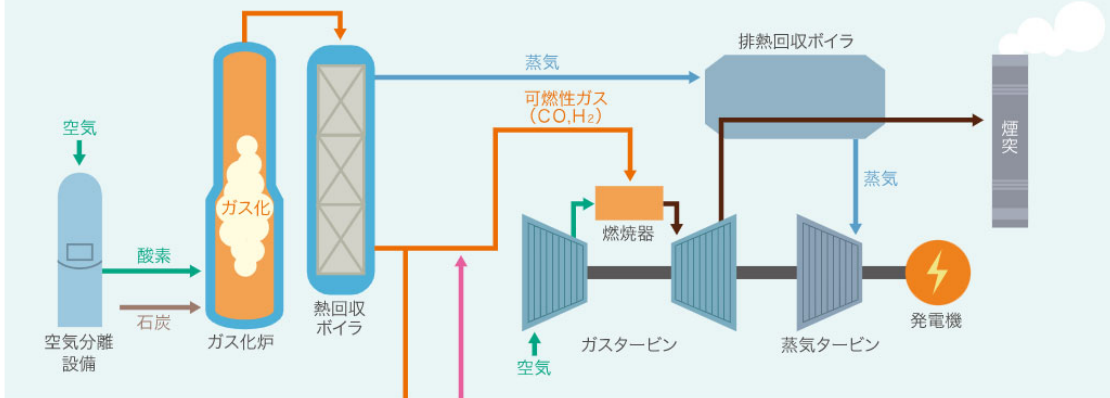 空気
空気分離
設備
酸素
石炭
ガス化
ガス化炉
熱回収
ボイラ
蒸気
可燃性ガス
(CO,H₂)
排熱回収ボイラ
煙突
蒸気
燃焼器
空気
ガスタービン
蒸気タービン
発電機